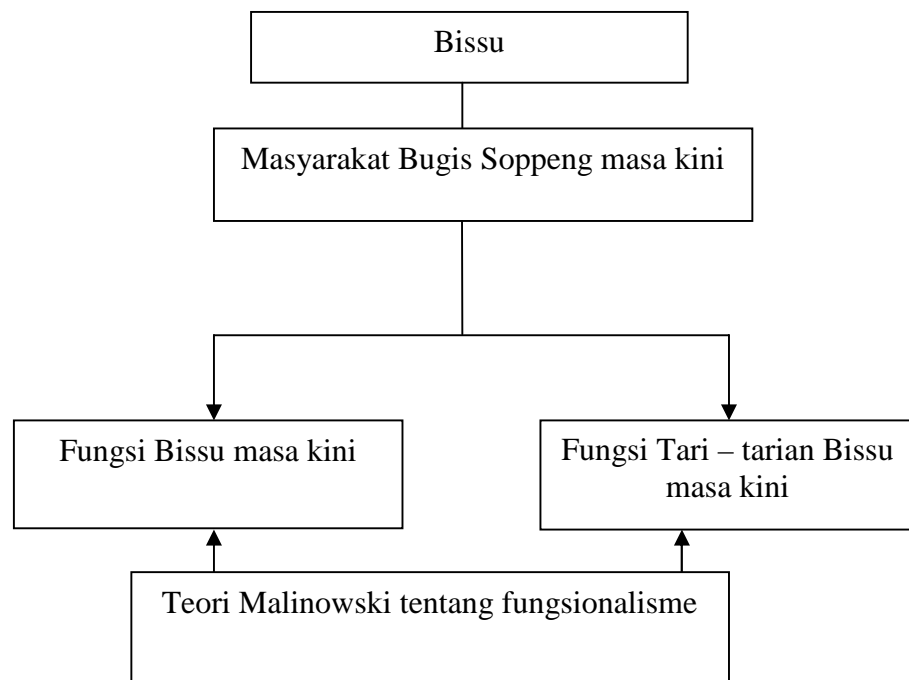 Bissu
Masyarakat Bugis Soppeng masa kini
Fungsi Bissu masa kini
Fungsi Tari – tarian Bissu
masa kini
Teori Malinowski tentang fungsionalisme